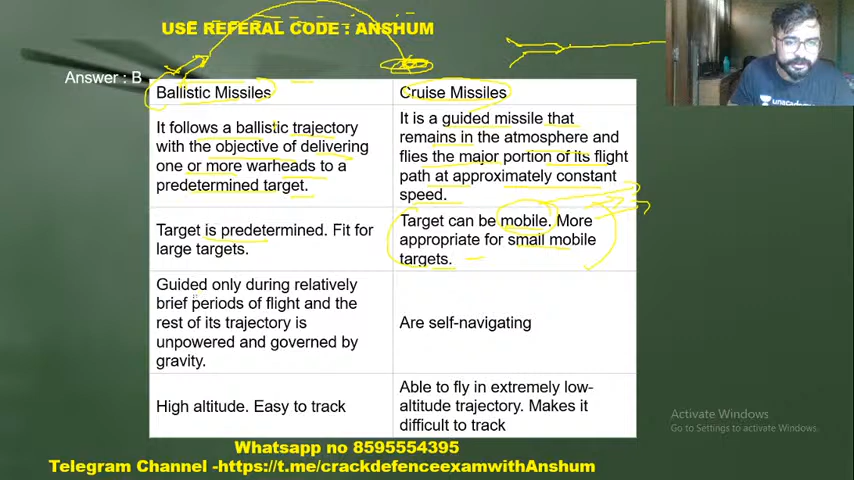 USE REFERAL CODE : ANSHUM
Answer : B
Ballistic Missiles
Cruise Missiles
It follows a ballistic trajectory
with the objective of delivering
one or more warheads to a
predetermined target.
It is a guided missile that
remains in the atmosphere and
flies the major portion of its flight
path at approximately constant
speed.
Target is predetermined. Fit for
large targets.
Target can be mobile. More
appropriate for small mobile
targets.
Guided only during relatively
brief periods of flight and the
rest of its trajectory is
unpowered and governed by
gravity.
Are self-navigating
High altitude. Easy to track
Able to fly in extremely low-
altitude trajectory. Makes it
difficult to track
Whatsapp no 8595554395
Telegram Channel -https://t.me/crackdefenceexamwithAnshum
Activate Windows
Go to Settings to activate Windows.
unacademy